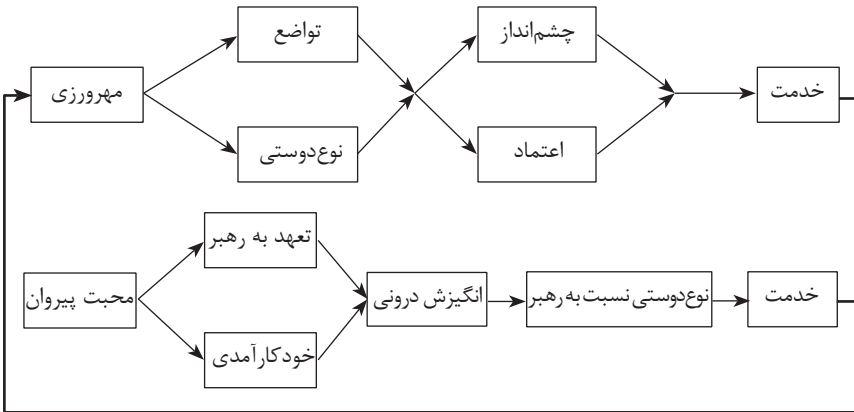 مهرورزی
تواضع
نوع‌دوستی
چشم‌انداز
اعتماد
خدمت
محبت پیروان
تعهد به رهبر
خودکارآمدی
انگیزش درونی
نوع‌دوستی نسبت به رهبر
خدمت